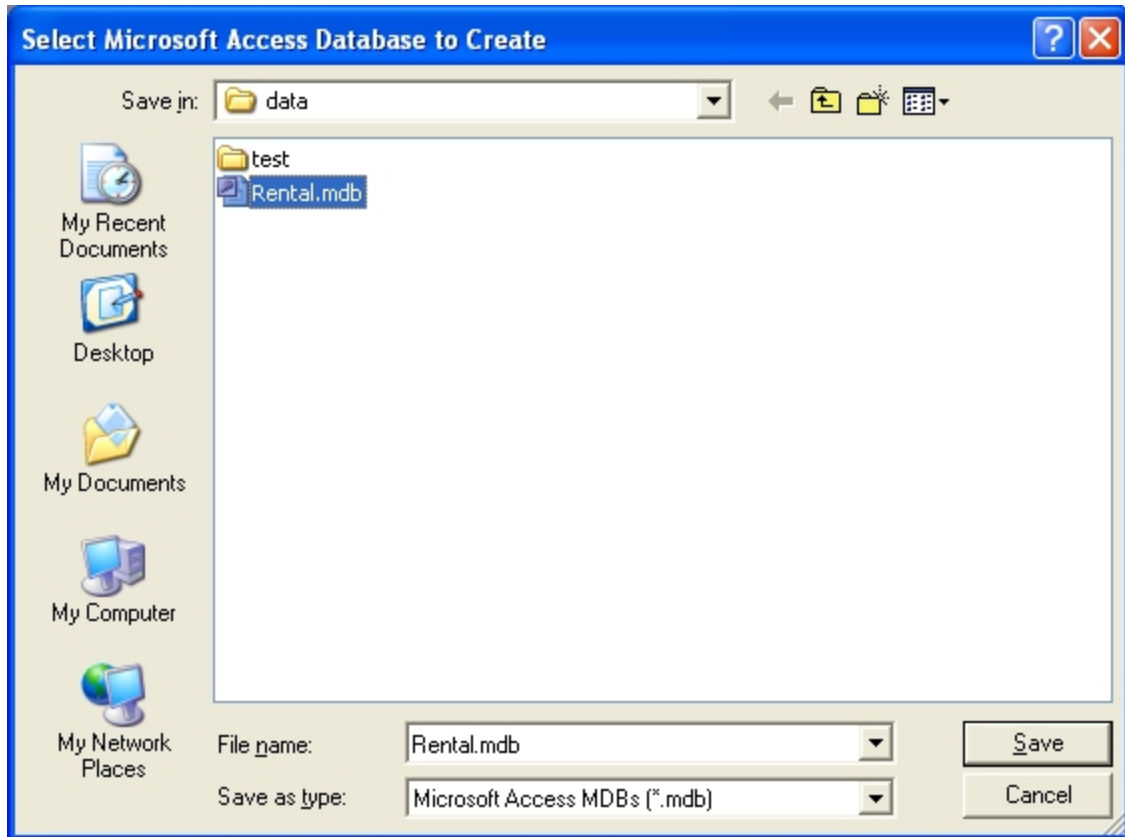 Select Microsoft Access Database to Create
Save in:
data
test
Rental.mdb
My Recent
Documents
Desktop
My Documents
My Computer
My Network
Places
File name:
Rental.mdb
Save
Save as type:
Microsoft Access MDBs (*.mdb)
Cancel